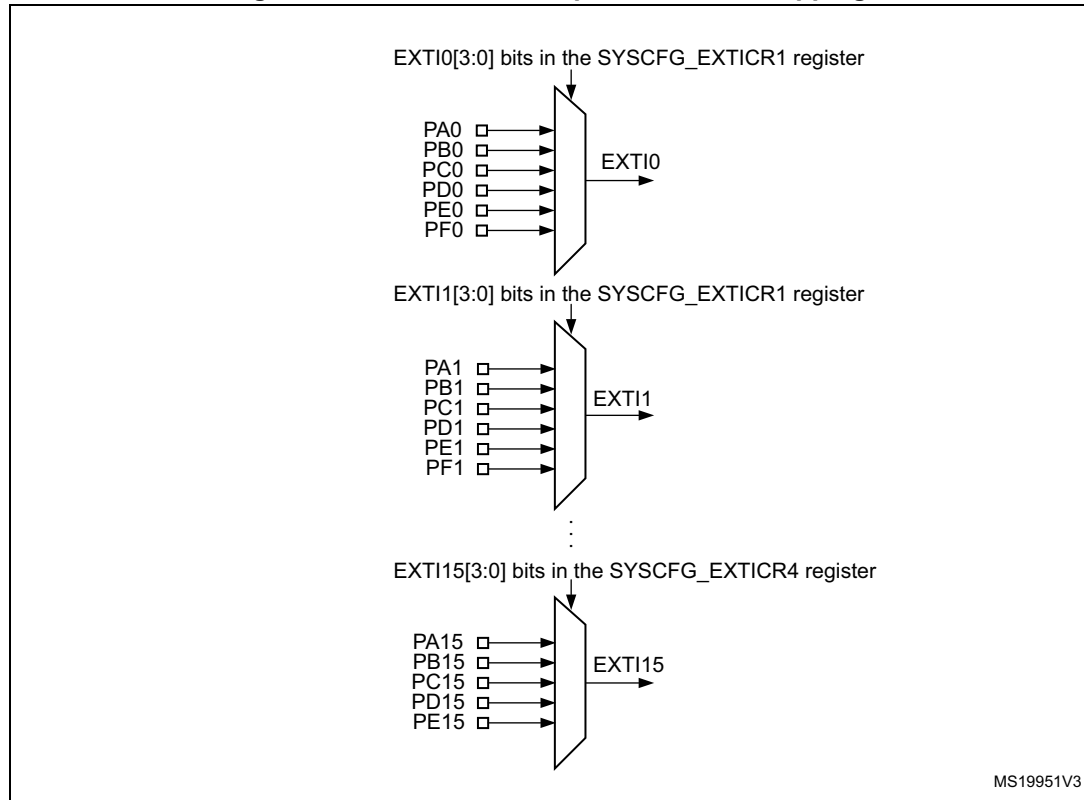 EXTI0[3:0] bits in the SYSCFG_EXTICR1 register
PA0
PB0
PC0
PD0
PE0
PF0
EXTI0
EXTI1[3:0] bits in the SYSCFG_EXTICR1 register
PA1
PB1
PC1
PD1
PE1
PF1
EXTI1
EXTI15[3:0] bits in the SYSCFG_EXTICR4 register
PA15
PB15
PC15
PD15
PE15
EXTI15
MS19951V3